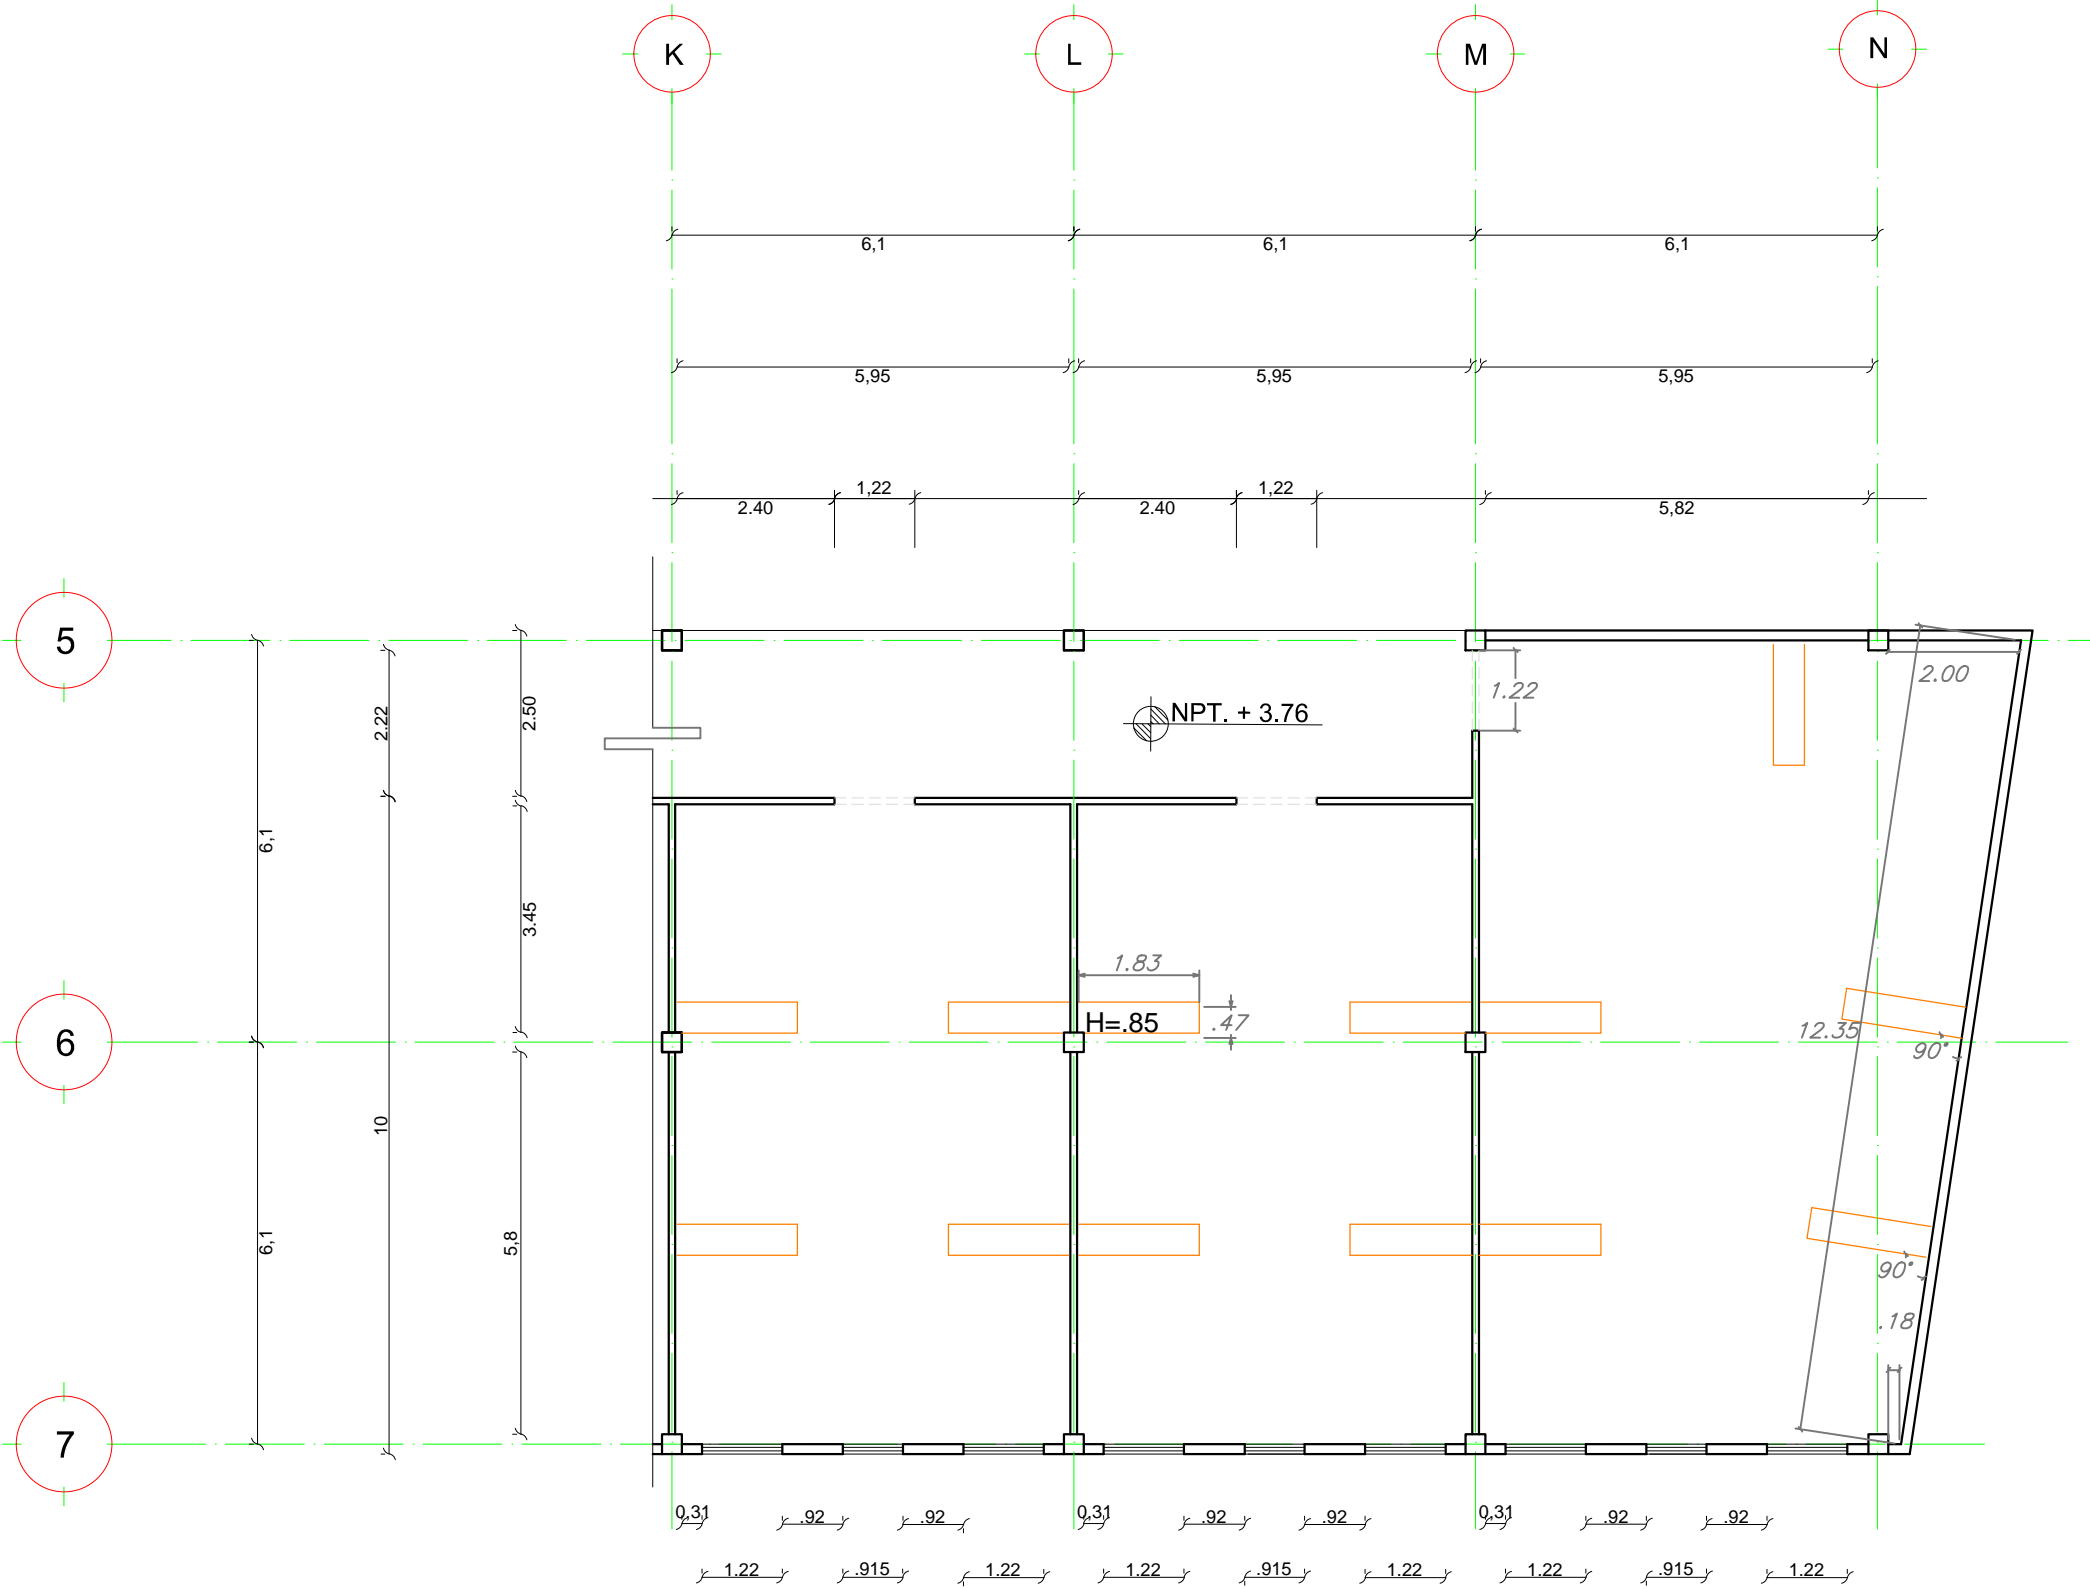 K L M N
6,1 6,1 6,1
5,95 5,95 5,95
1,22 1,22
2.40 2.40 5,82
5
2.00
1.22
2.22 2.50 NPT. + 3.76
6,1
3.45
1.83
H=.85 .47
12.35
6
90°
10
6,1 5,8
90°
.18
7
0,31 .92 .92 0,31 .92 .92 0,31 .92 .92
1.22 .915 1.22 1.22 .915 1.22 1.22 .915 1.22